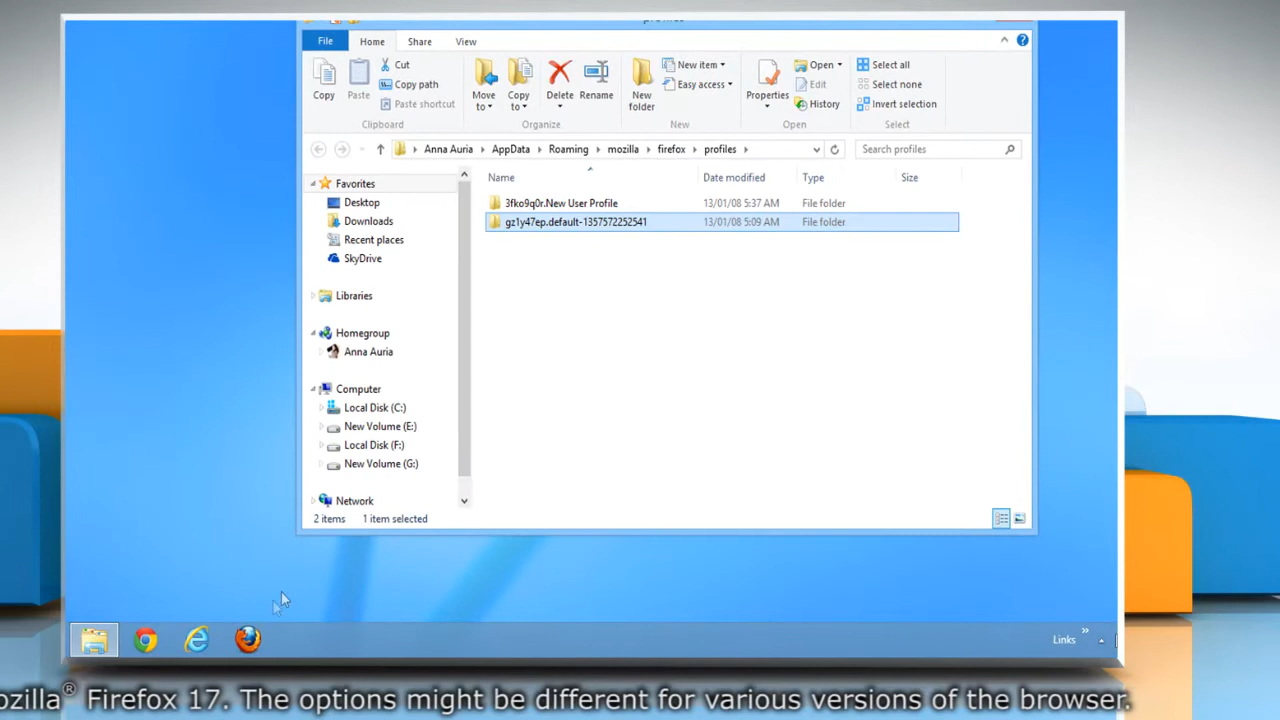 File
Home
Share
View
Copy
Paste
Cut
Copy path
Paste shortcut
Clipboard
Move to
Copy to
Delete
Rename
Organize
New folder
New item
Easy access
New
Properties
Open
Edit
History
Open
Select all
Select none
Invert selection
Select
Anna Auria
AppData
Roaming
mozilla
firefox
profiles
Search profiles
Favorites
Desktop
Downloads
Recent places
SkyDrive
Libraries
Homegroup
Anna Auria
Computer
Local Disk (C:)
New Volume (E:)
Local Disk (F:)
New Volume (G:)
Network
Name Date modified Type Size
3fko9q0r.New User Profile 13/01/08 5:37 AM File folder
gz1y47ep.default-1357572252541 13/01/08 5:09 AM File folder
2 items 1 item selected
Links
ozilla® Firefox 17. The options might be different for various versions of the browser.